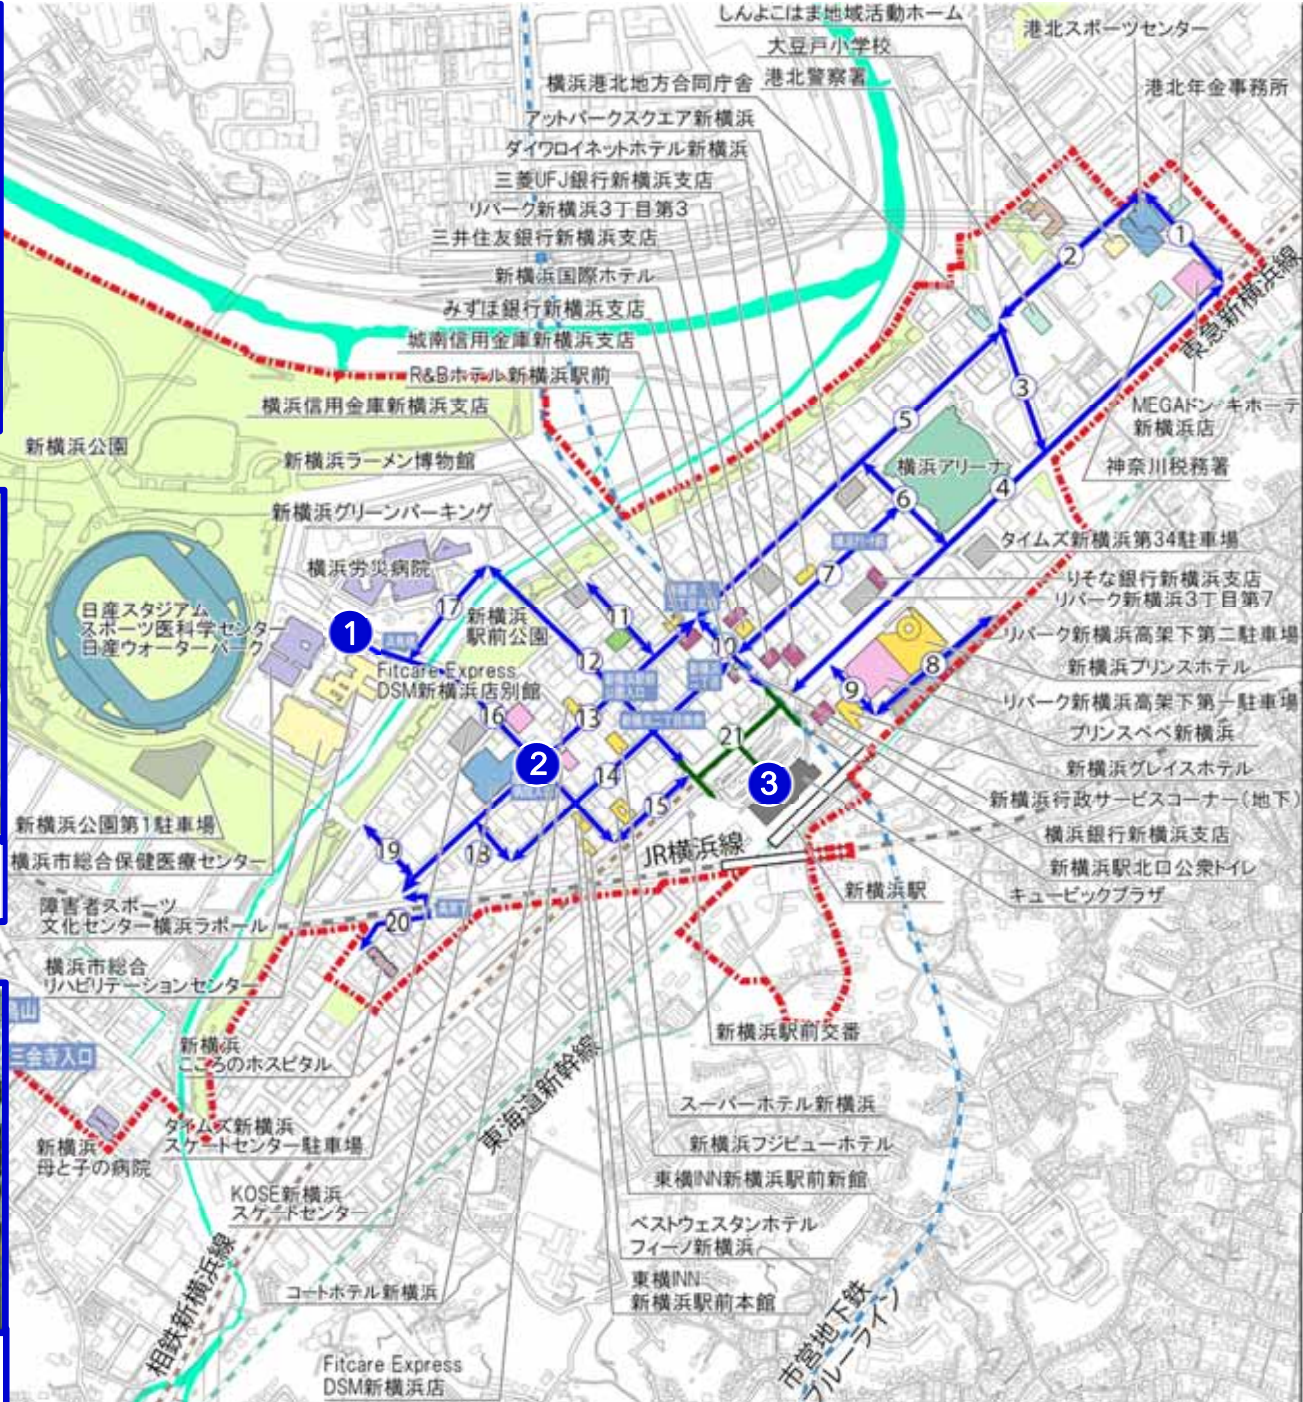 しんよこはま地域活動ホーム
港北スポーツセンター
大豆戸小学校
横浜港北地方合同庁舎
港北警察署
港北年金事務所
アットパークスクエア新横浜
ダイワロイネットホテル新横浜
三菱UFJ銀行新横浜支店
リパーク新横浜3丁目第3
三井住友銀行新横浜支店
新横浜国際ホテル
みずほ銀行新横浜支店
城南信用金庫新横浜支店
R&Bホテル新横浜駅前
横浜信用金庫新横浜支店
新横浜公園
新横浜ラーメン博物館
新横浜グリーンパーキング
1
2
3
4
5
6
7
8
9
10
11
12
13
14
15
16
17
18
19
20
21
東急新横浜線
MEGAドン・キホーテ
新横浜店
神奈川税務署
横浜アリーナ
タイムズ新横浜第34駐車場
りそな銀行新横浜支店
リパーク新横浜3丁目第7
横浜労災病院
新横浜
駅前公園
日産スタジアム
スポーツ医科学センター
日産ウォーターパーク
1
2
3
Fitcare Express
DSM新横浜店別館
リパーク新横浜高架下第二駐車場
新横浜プリンスホテル
リパーク新横浜高架下第一駐車場
プリンスペペ新横浜
新横浜グレイスホテル
新横浜行政サービスコーナー(地下)
横浜銀行新横浜支店
新横浜駅北口公衆トイレ
キュービックプラザ
新横浜公園第1駐車場
横浜市総合保健医療センター
障害者スポーツ
文化センター横浜ラポール
横浜市総合
リハビリテーションセンター
JR横浜線
新横浜駅
鳥山
三会寺入口
新横浜
こころのホスピタル
新横浜駅前交番
東海道新幹線
スーパーホテル新横浜
新横浜フジビューホテル
東横INN新横浜駅前新館
タイムズ新横浜
スケートセンター駐車場
新横浜
母と子の病院
KOSE新横浜
スケートセンター
ベストウェスタンホテル
フィーノ新横浜
東横INN
新横浜駅前本館
相鉄新横浜線
コートホテル新横浜
市営地下鉄
ブルーライン
Fitcare Express
DSM新横浜店